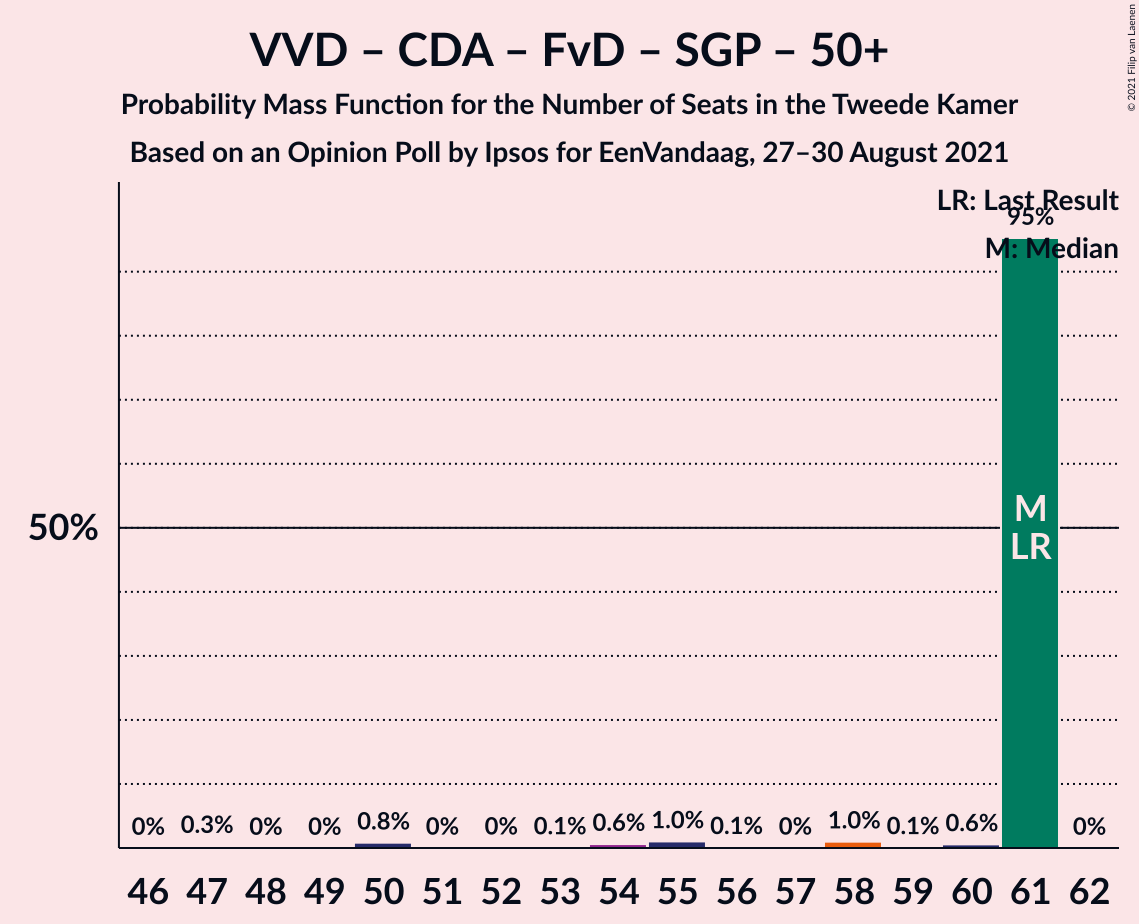 VVD – CDA – FvD – SGP – 50+
Probability Mass Function for the Number of Seats in the Tweede Kamer
Based on an Opinion Poll by Ipsos for EenVandaag, 27–30 August 2021
© 2021 Filip van Laenen
LR: Last Result
95%
M: Median
50%
M
LR
0% 0.3% 0% 0% 0.8% 0% 0% 0.1% 0.6% 1.0% 0.1% 0% 1.0% 0.1% 0.6% 0%
46 47 48 49 50 51 52 53 54 55 56 57 58 59 60 61 62